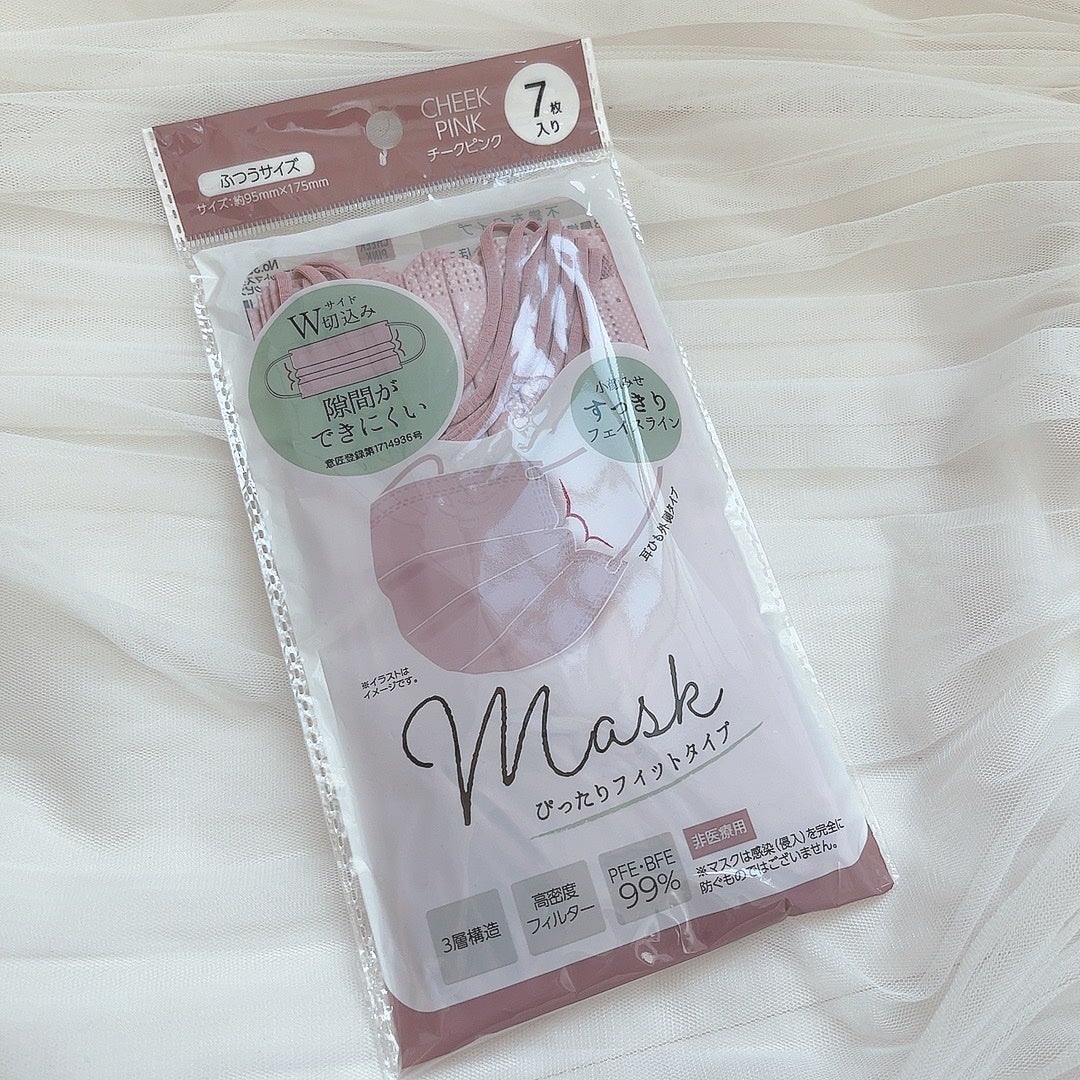 CHEEK
PINK
チークピンク
7枚
入り
ふつうサイズ
サイズ:約95mm×175mm
サイド
W切込み
隙間が
できにくい
意匠登録第1714936号
小顔みせ
すっきり
フェイスライン
耳ひも外側タイプ
※イラストは
イメージです。
Mask
ぴったりフィットタイプ
3層構造
高密度
フィルター
PFE・BFE
99%
非医療用
※マスクは感染(侵入)を完全に
防ぐものではございません。